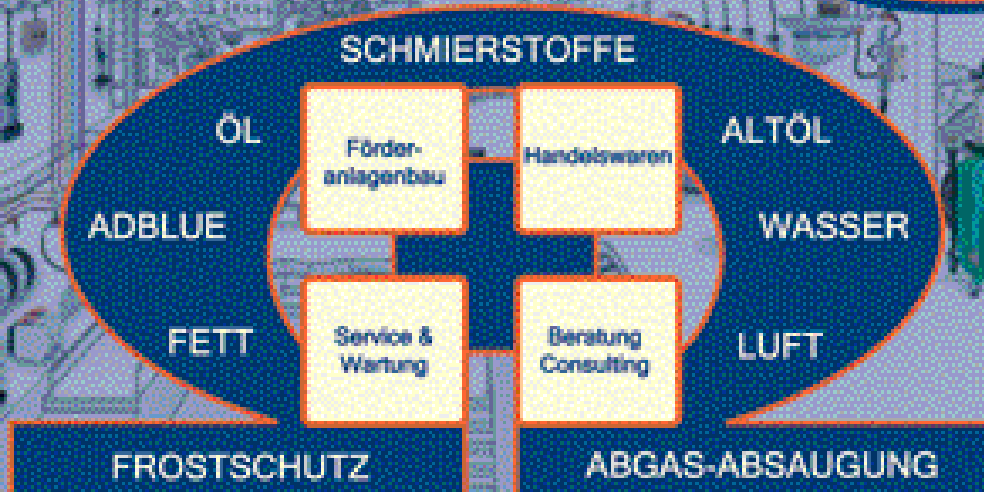 SCHMIERSTOFFE
ÖL
ALTÖL
Förder-
anlagenbau
Handelswaren
ADBLUE
WASSER
FETT
LUFT
Service &
Wartung
Beratung
Consulting
FROSTSCHUTZ
ABGAS-ABSAUGUNG